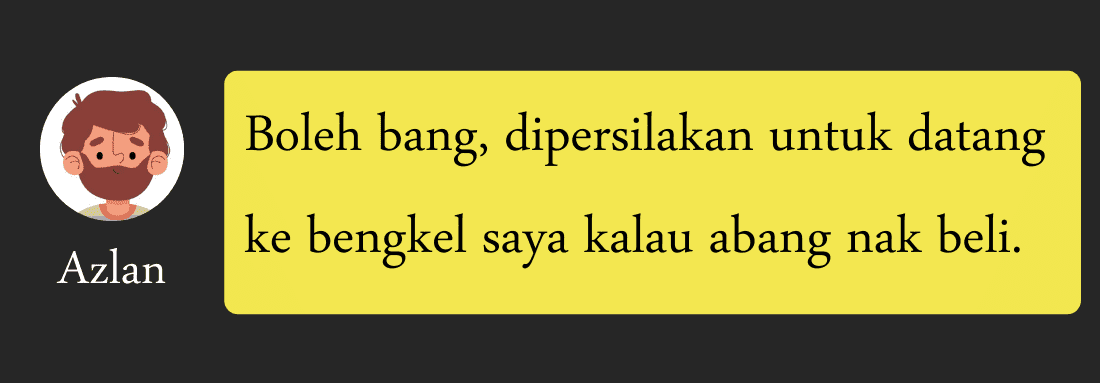 Boleh bang, dipersilakan untuk datang
ke bengkel saya kalau abang nak beli.
Azlan